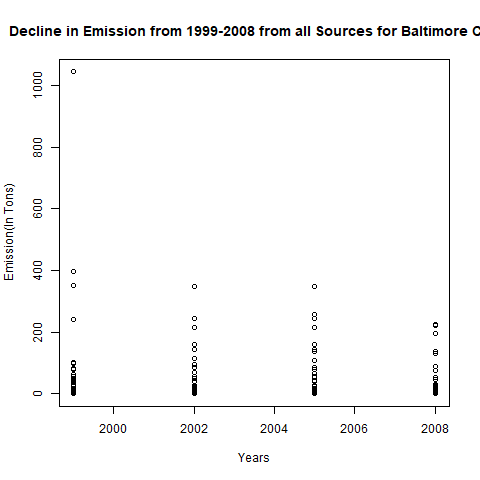 Decline in Emission from 1999-2008 from all Sources for Baltimore C
Emission(In Tons)
1000
800
600
400
200
0
2000 2002 2004 2006 2008
Years